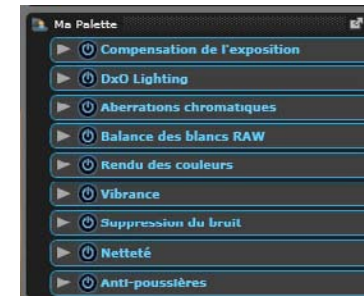 Ma Palette
Compensation de l'exposition
DxO Lighting
Aberrations chromatiques
Balance des blancs RAW
Rendu des couleurs
Vibrance
Suppression du bruit
Netteté
Anti-poussières